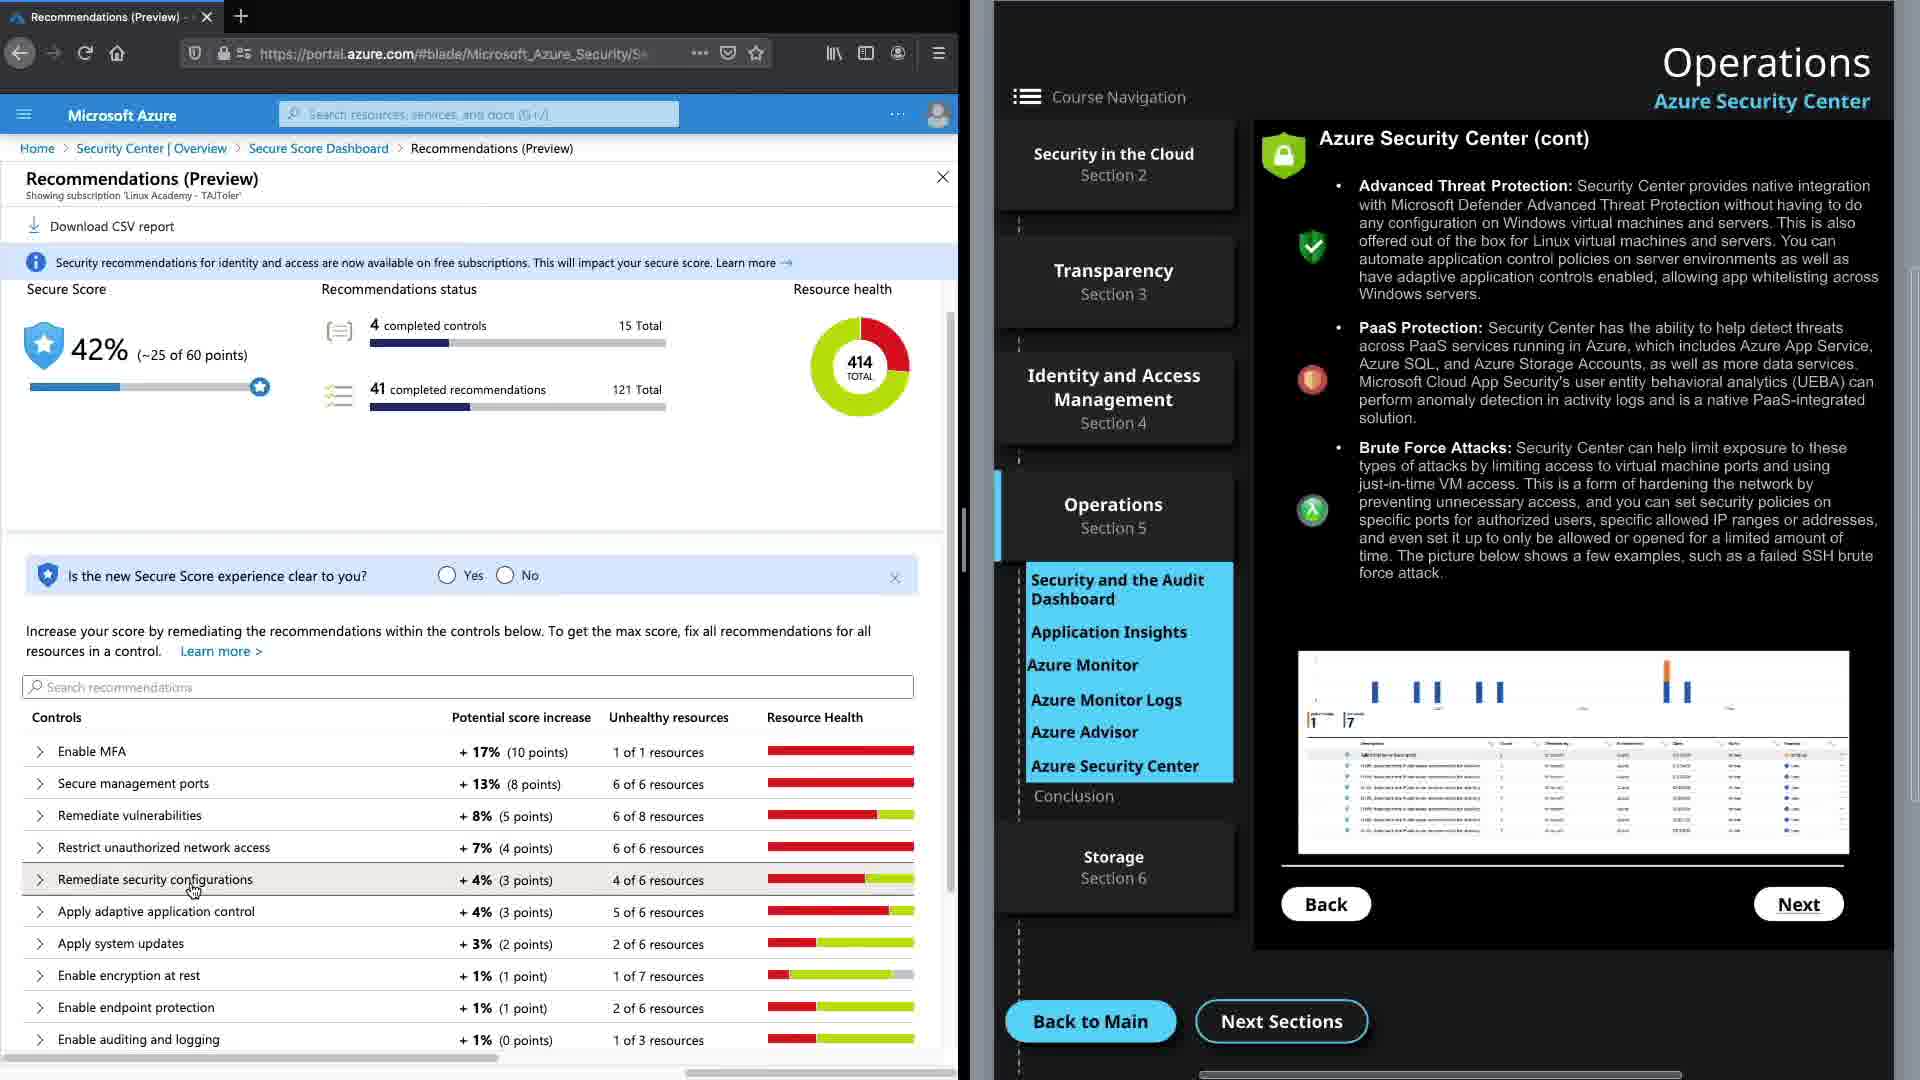 Recommendations (Preview) -
https://portal.azure.com/#blade/Microsoft_Azure_Security/Se
Microsoft Azure
Search resources, services, and docs (G+/)
Home > Security Center | Overview > Secure Score Dashboard > Recommendations (Preview)
Recommendations (Preview)
Showing subscription 'Linux Academy - TAJToler'
Download CSV report
Security recommendations for identity and access are now available on free subscriptions. This will impact your secure score. Learn more →
Secure Score
Recommendations status
Resource health
42% (~25 of 60 points)
4 completed controls 15 Total
41 completed recommendations 121 Total
414
TOTAL
Is the new Secure Score experience clear to you? Yes No
Increase your score by remediating the recommendations within the controls below. To get the max score, fix all recommendations for all
resources in a control. Learn more >
Search recommendations
Controls Potential score increase Unhealthy resources Resource Health
Enable MFA + 17% (10 points) 1 of 1 resources
Secure management ports + 13% (8 points) 6 of 6 resources
Remediate vulnerabilities + 8% (5 points) 6 of 8 resources
Restrict unauthorized network access + 7% (4 points) 6 of 6 resources
Remediate security configurations + 4% (3 points) 4 of 6 resources
Apply adaptive application control + 4% (3 points) 5 of 6 resources
Apply system updates + 3% (2 points) 2 of 6 resources
Enable encryption at rest + 1% (1 point) 1 of 7 resources
Enable endpoint protection + 1% (1 point) 2 of 6 resources
Enable auditing and logging + 1% (0 points) 1 of 3 resources
Operations
Azure Security Center
Course Navigation
Security in the Cloud
Section 2
Transparency
Section 3
Identity and Access
Management
Section 4
Operations
Section 5
Security and the Audit
Dashboard
Application Insights
Azure Monitor
Azure Monitor Logs
Azure Advisor
Azure Security Center
Conclusion
Storage
Section 6
Back to Main
Next Sections
Azure Security Center (cont)
• Advanced Threat Protection: Security Center provides native integration
with Microsoft Defender Advanced Threat Protection without having to do
any configuration on Windows virtual machines and servers. This is also
offered out of the box for Linux virtual machines and servers. You can
automate application control policies on server environments as well as
have adaptive application controls enabled, allowing app whitelisting across
Windows servers.
• PaaS Protection: Security Center has the ability to help detect threats
across PaaS services running in Azure, which includes Azure App Service,
Azure SQL, and Azure Storage Accounts, as well as more data services.
Microsoft Cloud App Security's user entity behavioral analytics (UEBA) can
perform anomaly detection in activity logs and is a native PaaS-integrated
solution.
• Brute Force Attacks: Security Center can help limit exposure to these
types of attacks by limiting access to virtual machine ports and using
just-in-time VM access. This is a form of hardening the network by
preventing unnecessary access, and you can set security policies on
specific ports for authorized users, specific allowed IP ranges or addresses,
and even set it up to only be allowed or opened for a limited amount of
time. The picture below shows a few examples, such as a failed SSH brute
force attack.
1 7
Back
Next